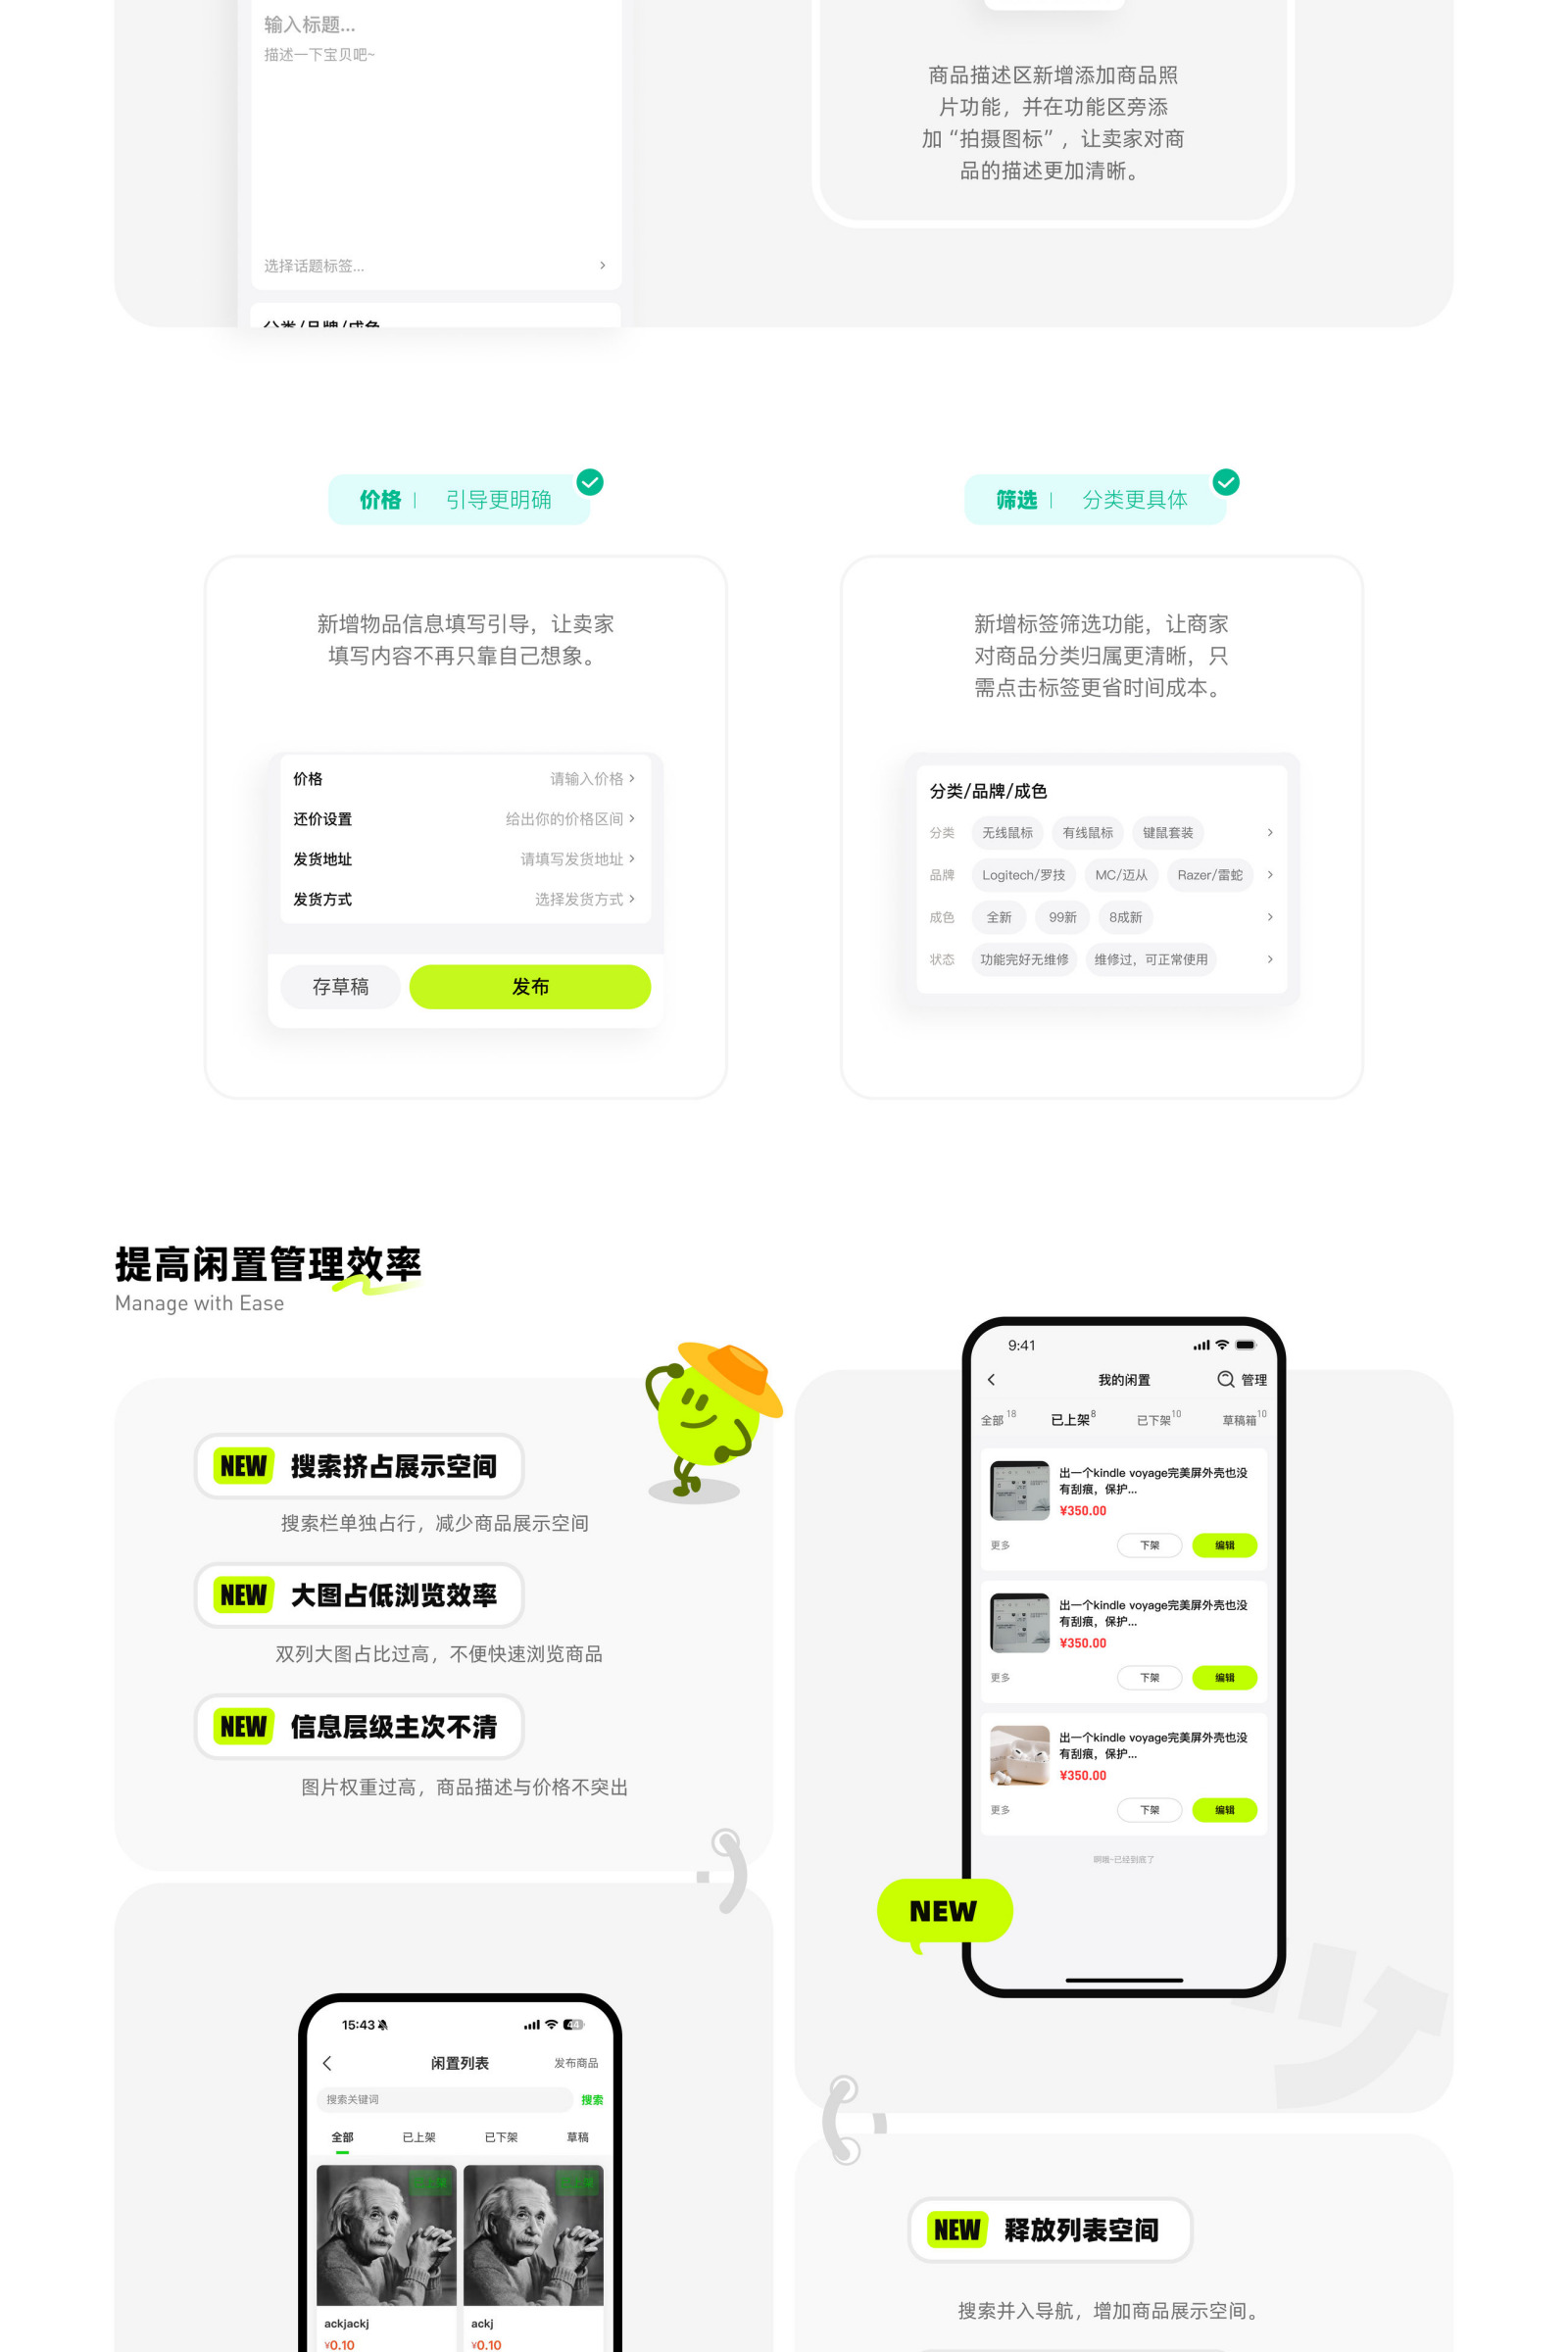 输入标题...
描述一下宝贝吧~
选择话题标签...
分类/品牌/成色
商品描述区新增添加商品照
片功能，并在功能区旁添
加“拍摄图标”，让卖家对商
品的描述更加清晰。
价格 | 引导更明确
新增物品信息填写引导，让卖家
填写内容不再只靠自己想象。
价格 请输入价格
还价设置 给出你的价格区间
发货地址 请填写发货地址
发货方式 选择发货方式
存草稿 发布
筛选 | 分类更具体
新增标签筛选功能，让商家
对商品分类归属更清晰，只
需点击标签更省时间成本。
分类/品牌/成色
分类 无线鼠标 有线鼠标 键鼠套装
品牌 Logitech/罗技 MC/迈从 Razer/雷蛇
成色 全新 99新 8成新
状态 功能完好无维修 维修过，可正常使用
提高闲置管理效率
Manage with Ease
NEW 搜索挤占展示空间
搜索栏单独占行，减少商品展示空间
NEW 大图占低浏览效率
双列大图占比过高，不便快速浏览商品
NEW 信息层级主次不清
图片权重过高，商品描述与价格不突出
9:41
我的闲置 管理
全部 18 已上架 8 已下架 10 草稿箱 10
出一个kindle voyage完美屏外壳也没
有刮痕，保护...
¥350.00
更多 下架 编辑
出一个kindle voyage完美屏外壳也没
有刮痕，保护...
¥350.00
更多 下架 编辑
出一个kindle voyage完美屏外壳也没
有刮痕，保护...
¥350.00
更多 下架 编辑
NEW
15:43 44
闲置列表 发布商品
搜索关键词 搜索
全部 已上架 已下架 草稿
ackjackj ackj
¥0.10 ¥0.10
NEW 释放列表空间
搜索并入导航，增加商品展示空间。